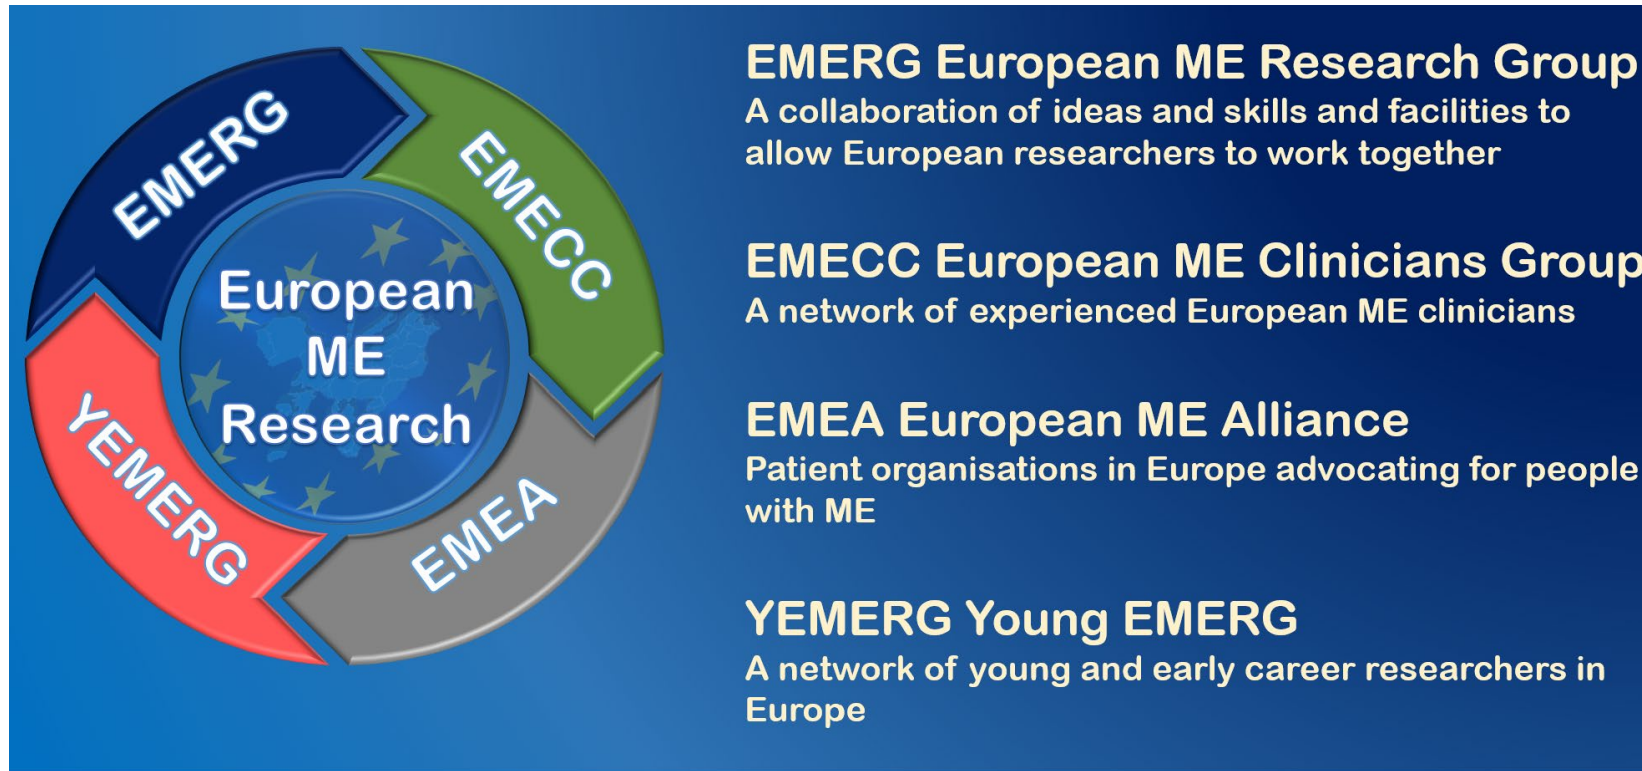 EMERG
EMECC
EMEA
YEMERG
European
ME
Research
EMERG European ME Research Group
A collaboration of ideas and skills and facilities to
allow European researchers to work together
EMECC European ME Clinicians Group
A network of experienced European ME clinicians
EMEA European ME Alliance
Patient organisations in Europe advocating for people
with ME
YEMERG Young EMERG
A network of young and early career researchers in
Europe